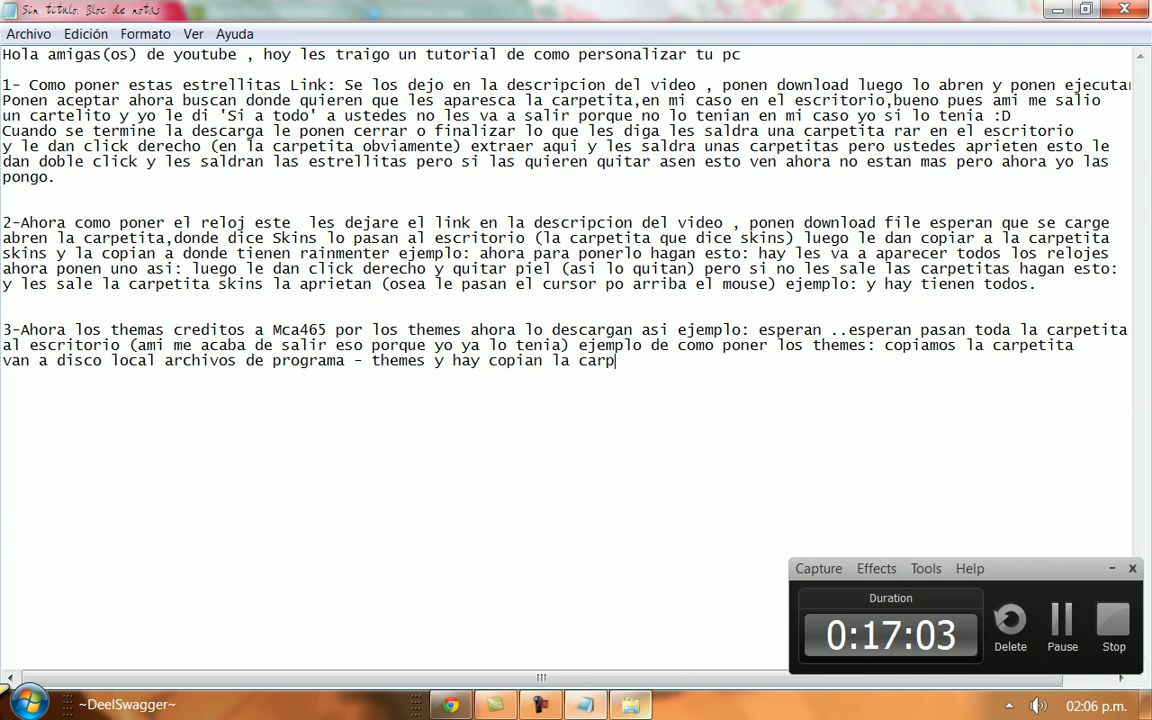 Sin titulo. Bloc de notas
Archivo Edición Formato Ver Ayuda
Hola amigas(os) de youtube , hoy les traigo un tutorial de como personalizar tu pc
1- Como poner estas estrellitas Link: Se los dejo en la descripcion del video , ponen download luego lo abren y ponen ejecutar
Ponen aceptar ahora buscan donde quieren que les aparesca la carpetita,en mi caso en el escritorio,bueno pues ami me salio
un cartelito y yo le di 'Si a todo' a ustedes no les va a salir porque no lo tenian en mi caso yo si lo tenia :D
Cuando se termine la descarga le ponen cerrar o finalizar lo que les diga les saldra una carpetita rar en el escritorio
y le dan click derecho (en la carpetita obviamente) extraer aqui y les saldra unas carpetitas pero ustedes aprieten esto le
dan doble click y les saldran las estrellitas pero si las quieren quitar asen esto ven ahora no estan mas pero ahora yo las
pongo.
2-Ahora como poner el reloj este  les dejare el link en la descripcion del video , ponen download file esperan que se carge
abren la carpetita,donde dice Skins lo pasan al escritorio (la carpetita que dice skins) luego le dan copiar a la carpetita
skins y la copian a donde tienen rainmenter ejemplo: ahora para ponerlo hagan esto: hay les va a aparecer todos los relojes
ahora ponen uno asi: luego le dan click derecho y quitar piel (asi lo quitan) pero si no les sale las carpetitas hagan esto:
y les sale la carpetita skins la aprietan (osea le pasan el cursor po arriba el mouse) ejemplo: y hay tienen todos.
3-Ahora los themas creditos a Mca465 por los themes ahora lo descargan asi ejemplo: esperan ..esperan pasan toda la carpetita
al escritorio (ami me acaba de salir eso porque yo ya lo tenia) ejemplo de como poner los themes: copiamos la carpetita
van a disco local archivos de programa - themes y hay copian la carp
Capture Effects Tools Help
Duration
0:17:03
Delete Pause Stop
~DeelSwagger~
02:06 p.m.